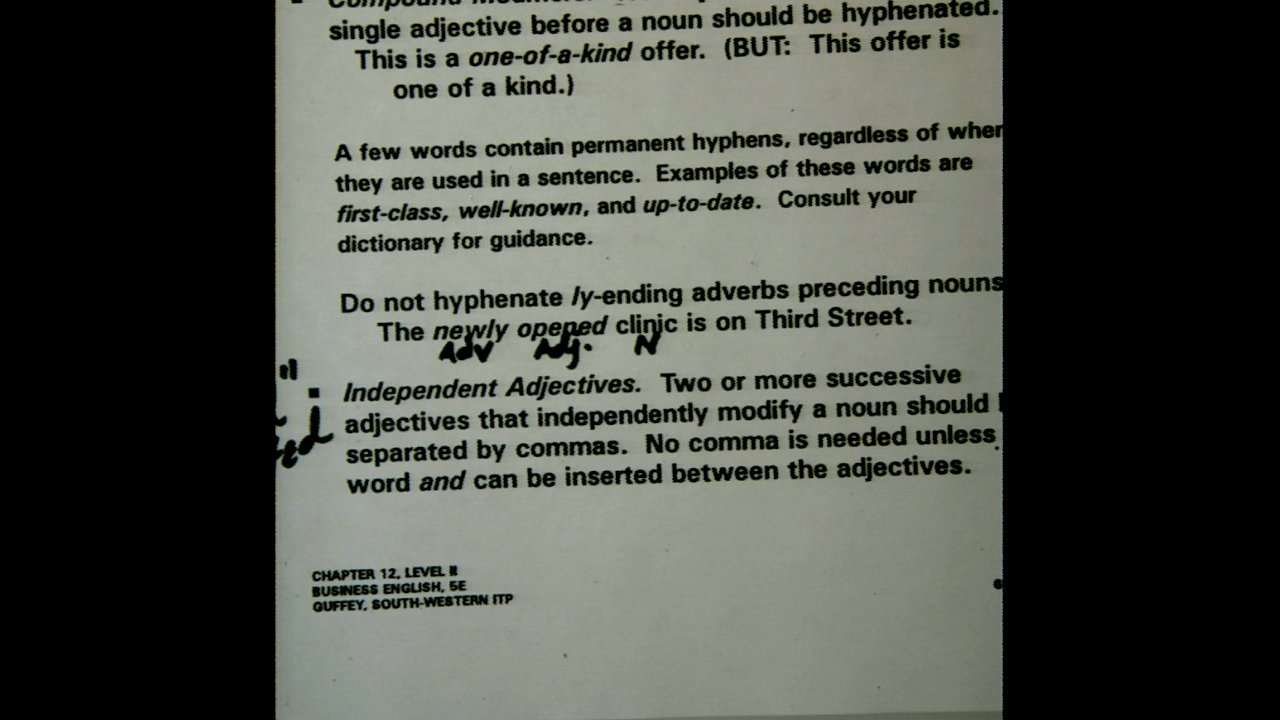 Compound
single adjective before a noun should be hyphenated.
This is a one-of-a-kind offer. (BUT: This offer is
one of a kind.)
A few words contain permanent hyphens, regardless of wher
they are used in a sentence. Examples of these words are
first-class, well-known, and up-to-date. Consult your
dictionary for guidance.
Do not hyphenate ly-ending adverbs preceding nouns
The newly opened clinic is on Third Street.
Adv Adj. N
▪ Independent Adjectives. Two or more successive
adjectives that independently modify a noun should
separated by commas. No comma is needed unless
word and can be inserted between the adjectives.
CHAPTER 12, LEVEL II
BUSINESS ENGLISH, 5E
GUFFEY, SOUTH-WESTERN ITP